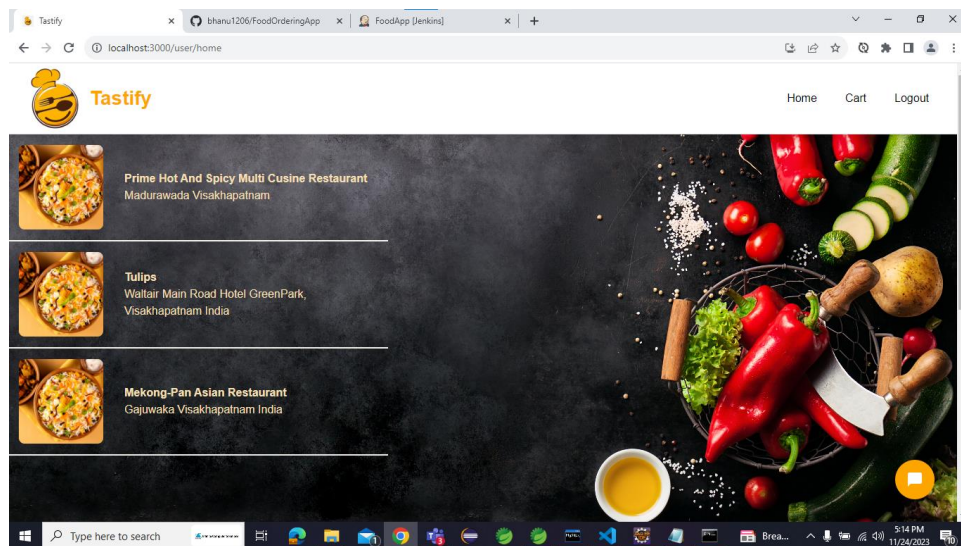 Tastify
bhanu1206/FoodOrderingApp
FoodApp [Jenkins]
localhost:3000/user/home
Tastify
Home
Cart
Logout
Prime Hot And Spicy Multi Cusine Restaurant
Madurawada Visakhapatnam
Tulips
Waltair Main Road Hotel GreenPark,
Visakhapatnam India
Mekong-Pan Asian Restaurant
Gajuwaka Visakhapatnam India
Type here to search
Brea...
5:14 PM
11/24/2023